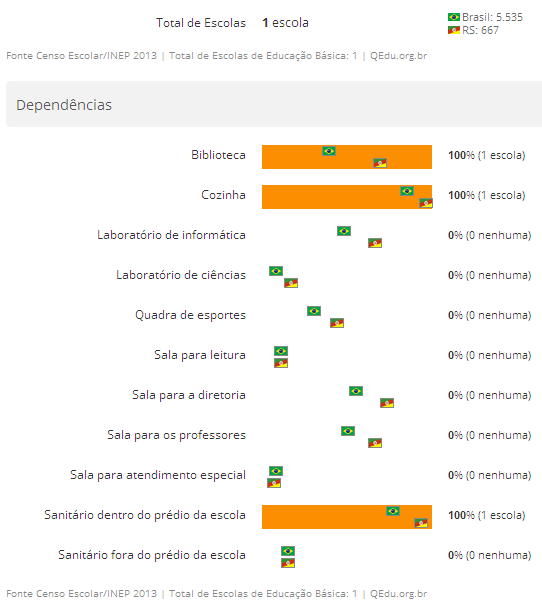 Total de Escolas 1 escola Brasil: 5.535
RS: 667
Fonte Censo Escolar/INEP 2013 | Total de Escolas de Educação Básica: 1 | QEdu.org.br
Dependências
Biblioteca 100% (1 escola)
Cozinha 100% (1 escola)
Laboratório de informática 0% (0 nenhuma)
Laboratório de ciências 0% (0 nenhuma)
Quadra de esportes 0% (0 nenhuma)
Sala para leitura 0% (0 nenhuma)
Sala para a diretoria 0% (0 nenhuma)
Sala para os professores 0% (0 nenhuma)
Sala para atendimento especial 0% (0 nenhuma)
Sanitário dentro do prédio da escola 100% (1 escola)
Sanitário fora do prédio da escola 0% (0 nenhuma)
Fonte Censo Escolar/INEP 2013 | Total de Escolas de Educação Básica: 1 | QEdu.org.br